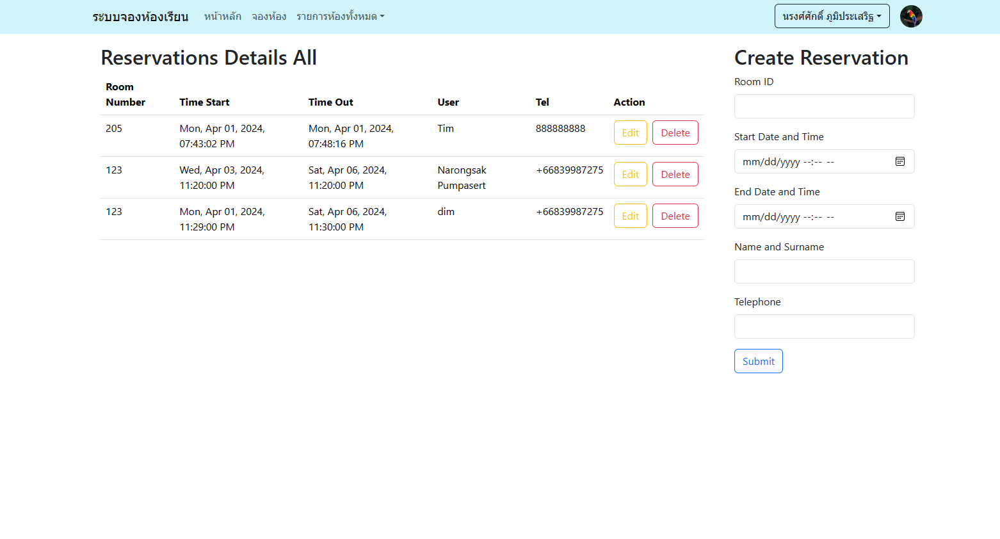 ระบบจองห้องเรียน หน้าหลัก จองห้อง รายการห้องทั้งหมด นรงศ์ศักดิ์ ภูมิประเสริฐ
Reservations Details All
Room
Number Time Start Time Out User Tel Action
205 Mon, Apr 01, 2024, Mon, Apr 01, 2024, Tim 888888888 Edit Delete
07:43:02 PM 07:48:16 PM
123 Wed, Apr 03, 2024, Sat, Apr 06, 2024, Narongsak +66839987275 Edit Delete
11:20:00 PM 11:20:00 PM Pumpasert
123 Mon, Apr 01, 2024, Sat, Apr 06, 2024, dim +66839987275 Edit Delete
11:29:00 PM 11:30:00 PM
Create Reservation
Room ID
Start Date and Time
mm/dd/yyyy --:-- --
End Date and Time
mm/dd/yyyy --:-- --
Name and Surname
Telephone
Submit